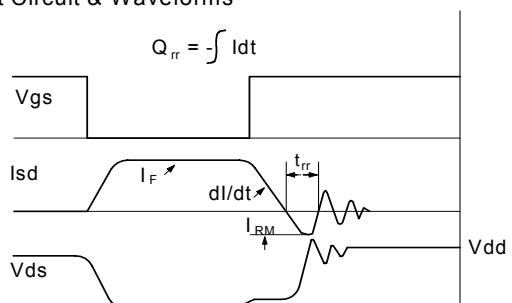 t Circuit & Waveforms
Q rr = -∫ Idt
Vgs
Isd
I F
dI/dt
t rr
I RM
Vdd
Vds